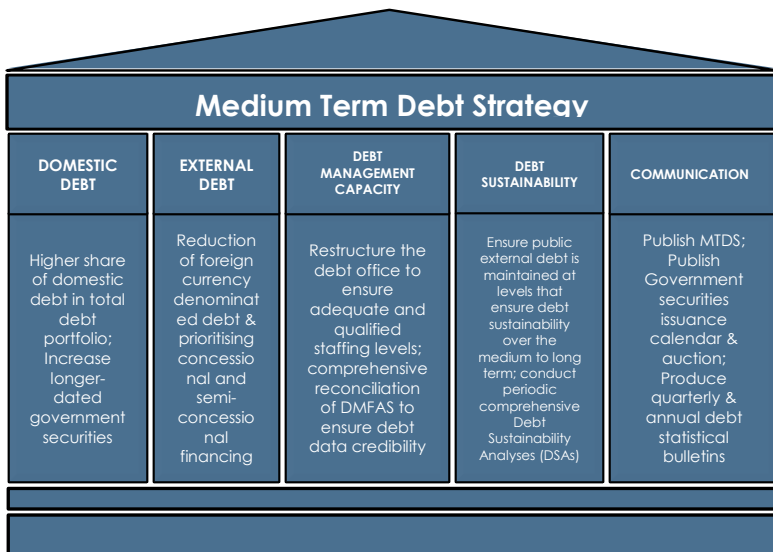 Medium Term Debt Strategy
DOMESTIC
DEBT
Higher share
of domestic
debt in total
debt
portfolio;
Increase
longer-
dated
government
securities
EXTERNAL
DEBT
Reduction
of foreign
currency
denominat
ed debt &
prioritising
concessio
nal and
semi-
concessio
nal
financing
DEBT
MANAGEMENT
CAPACITY
Restructure the
debt office to
ensure
adequate and
qualified
staffing levels;
comprehensive
reconciliation
of DMFAS to
ensure debt
data credibility
DEBT
SUSTAINABILITY
Ensure public
external debt is
maintained at
levels that
ensure debt
sustainability
over the
medium to long
term; conduct
periodic
comprehensive
Debt
Sustainability
Analyses (DSAs)
COMMUNICATION
Publish MTDS;
Publish
Government
securities
issuance
calendar &
auction;
Produce
quarterly &
annual debt
statistical
bulletins